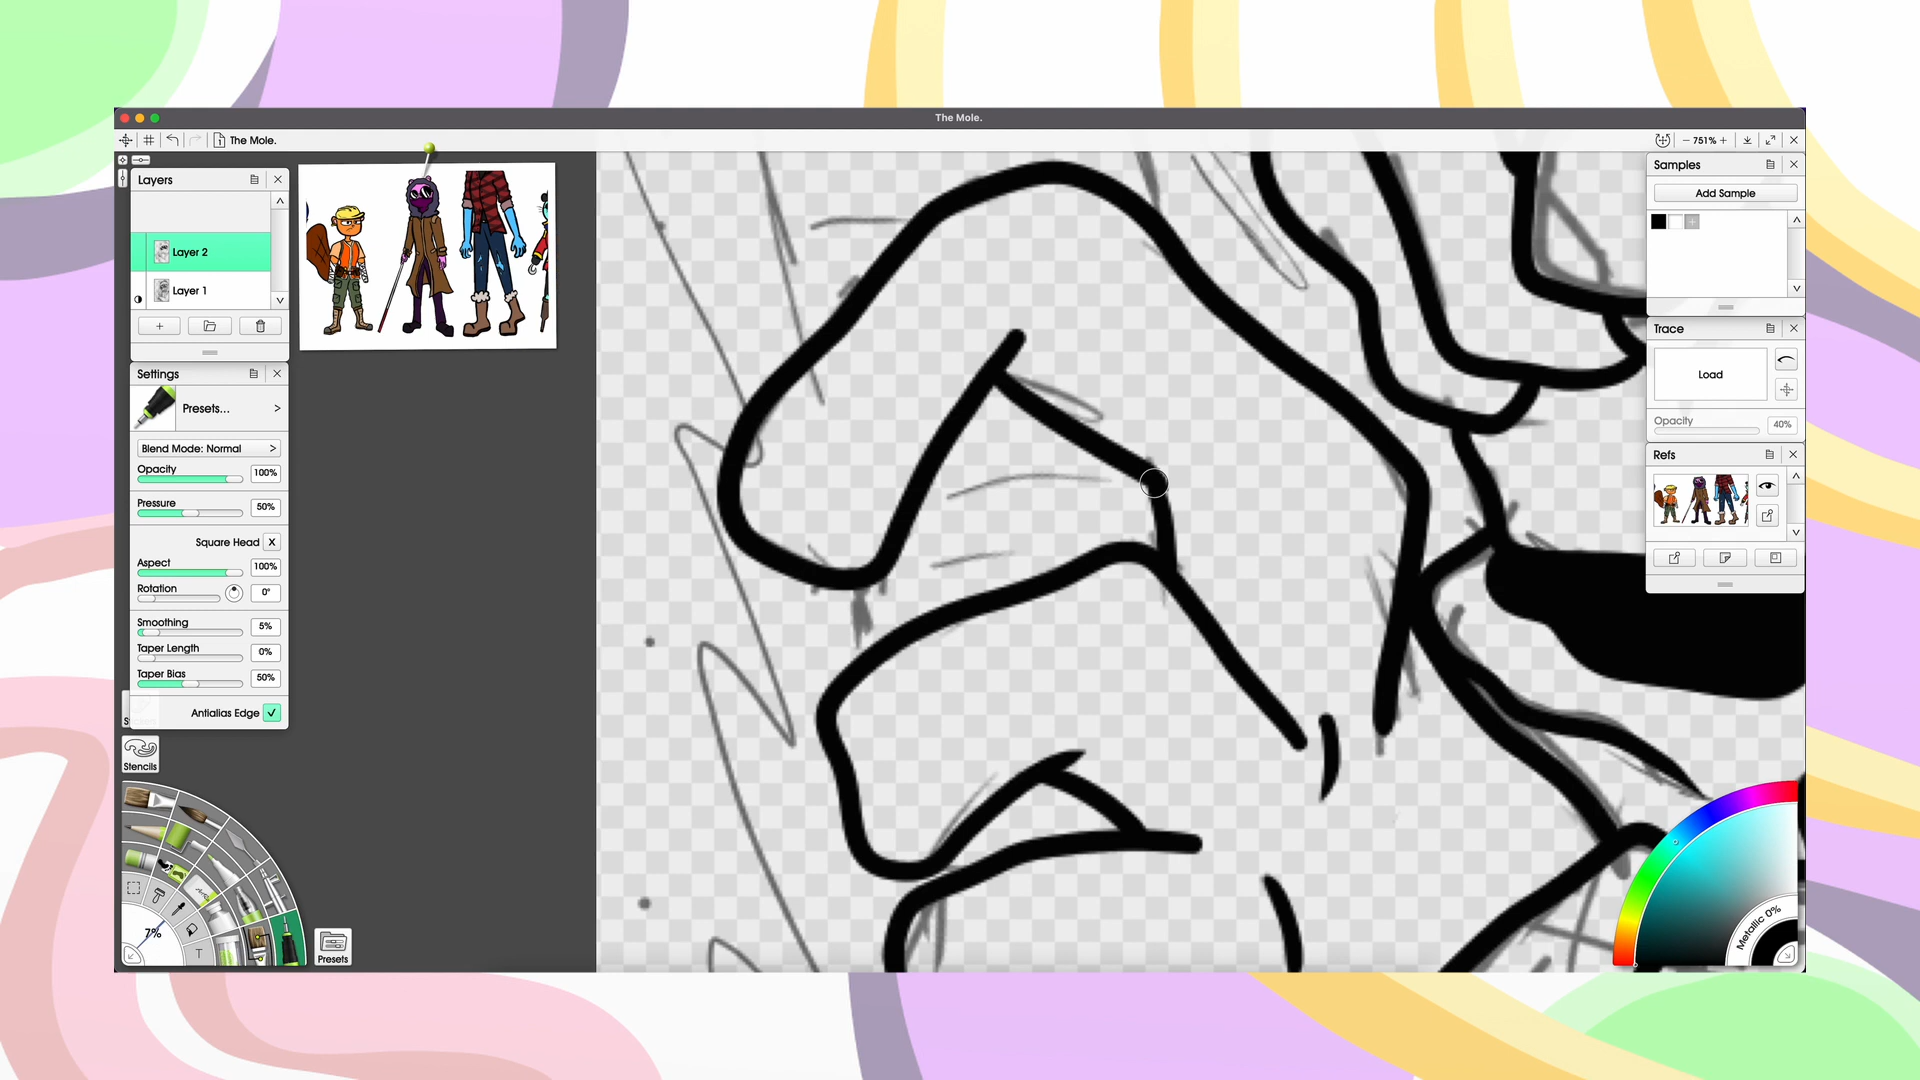 The Mole.
The Mole.
751%
Layers
Layer 2
Layer 1
Settings
Presets...
Blend Mode: Normal
Opacity
100%
Pressure
50%
Square Head
X
Aspect
100%
Rotation
0°
Smoothing
5%
Taper Length
0%
Taper Bias
50%
Antialias Edge
Stencils
7%
T
Presets
Samples
Add Sample
Trace
Load
Opacity
40%
Refs
Metallic 0%